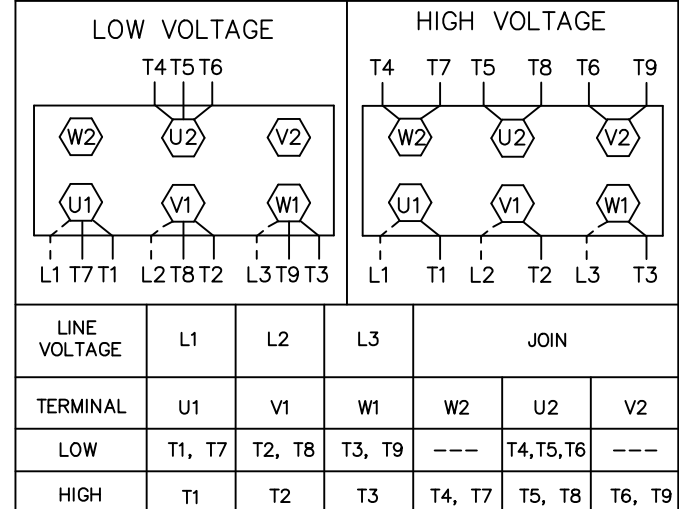 LOW VOLTAGE
T4 T5 T6
W2 U2 V2
U1 V1 W1
L1 T7 T1 L2 T8 T2 L3 T9 T3
HIGH VOLTAGE
T4 T7 T5 T8 T6 T9
W2 U2 V2
U1 V1 W1
L1 T1 L2 T2 L3 T3
LINE VOLTAGE L1 L2 L3 JOIN
TERMINAL U1 V1 W1 W2 U2 V2
LOW T1, T7 T2, T8 T3, T9 --- T4,T5,T6 ---
HIGH T1 T2 T3 T4, T7 T5, T8 T6, T9